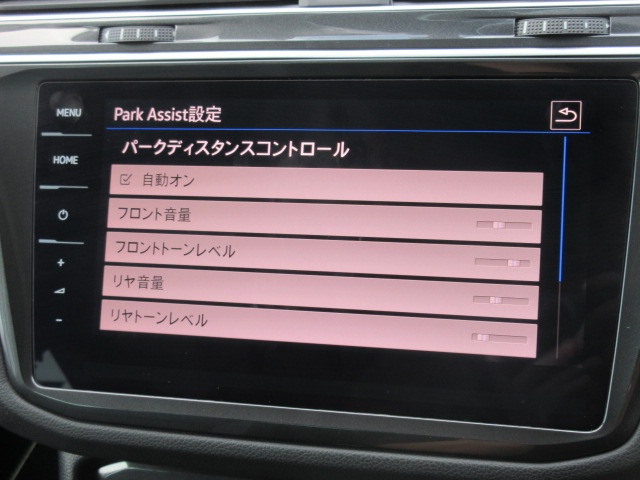 MENU
HOME
+
-
Park Assist設定
パークディスタンスコントロール
自動オン
フロント音量
フロントトーンレベル
リヤ音量
リヤトーンレベル